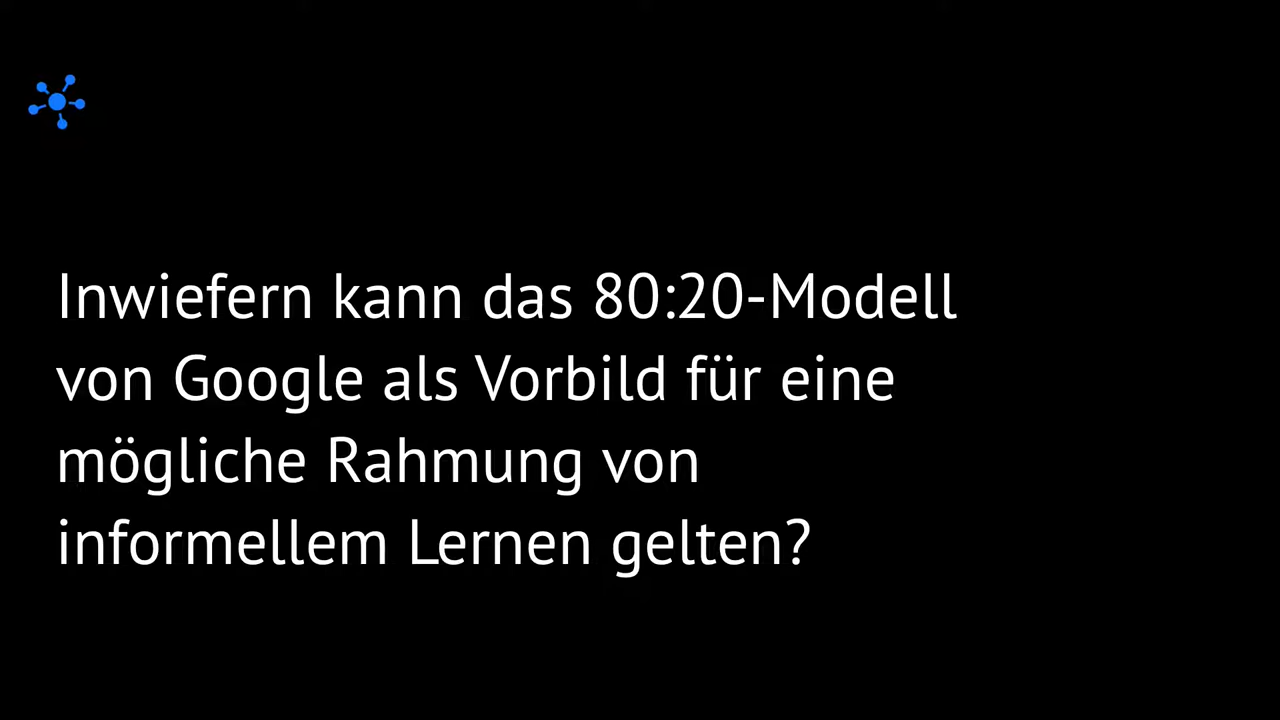 Inwiefern kann das 80:20-Modell
von Google als Vorbild für eine
mögliche Rahmung von
informellem Lernen gelten?